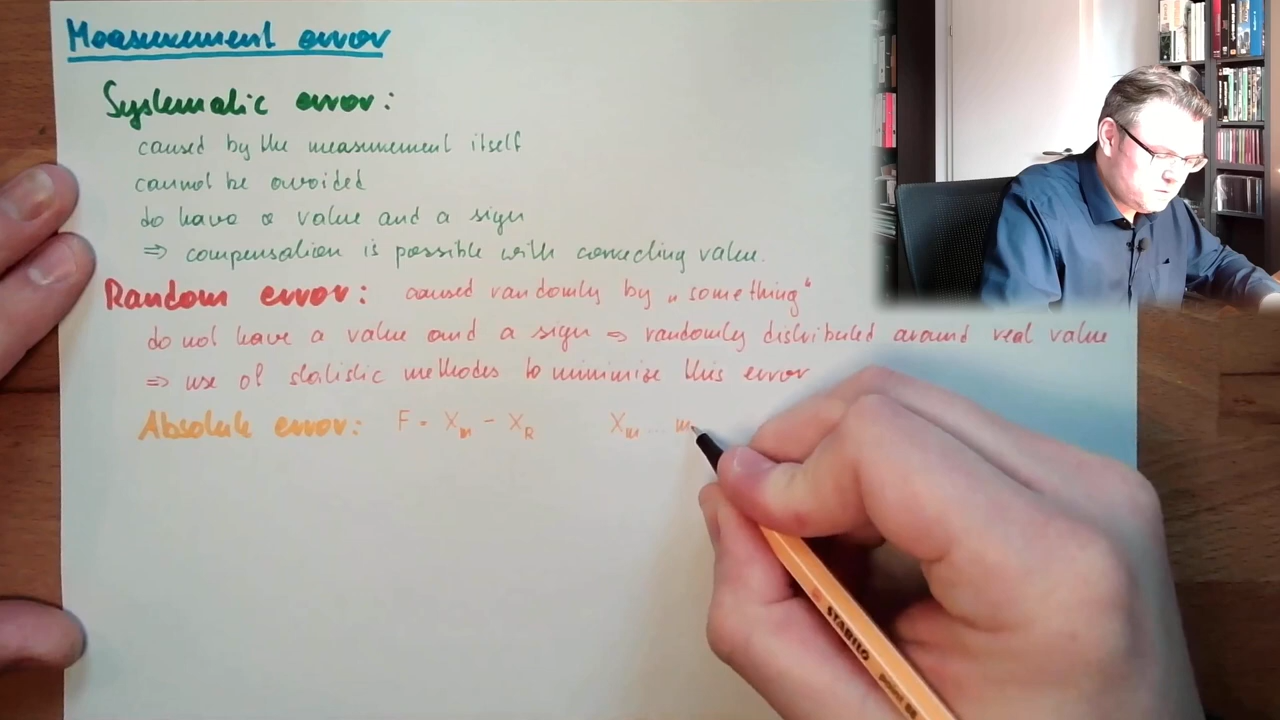 Measurement error
Systematic error:
caused by the measurement itself
cannot be avoided
do have a value and a sign
⇒ compensation is possible with correcting value.
Random error: caused randomly by „something“
do not have a value and a sign ⇒ randomly distributed around real value
⇒ use of statistic methodes to minimize this error
Absolute error: F = X_m - X_R X_m ... m
STABILO